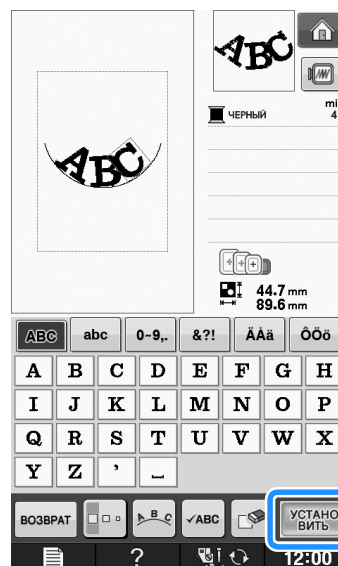 ABC
ABC
ЧЕРНЫЙ
mi
4
44.7 mm
89.6 mm
ABC abc 0~9,. &?! ÄÅä ÔÖö
A B C D E F G H
I J K L M N O P
Q R S T U V W X
Y Z ' ⎵
ВОЗВРАТ A B C ✓ABC УСТАНО
ВИТЬ
? 12:00